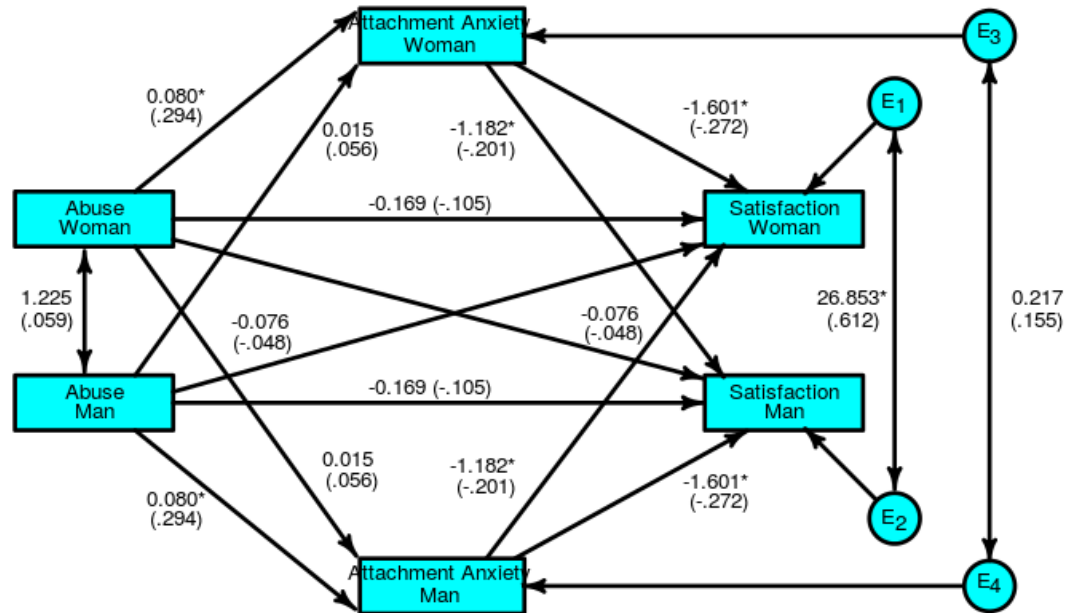 Attachment Anxiety
Woman
E3
E1
0.080*
(.294)
0.015
(.056)
-1.182*
(-.201)
-1.601*
(-.272)
Abuse
Woman
-0.169 (-.105)
Satisfaction
Woman
1.225
(.059)
-0.076
(-.048)
-0.076
(-.048)
26.853*
(.612)
0.217
(.155)
Abuse
Man
-0.169 (-.105)
Satisfaction
Man
0.080*
(.294)
0.015
(.056)
-1.182*
(-.201)
-1.601*
(-.272)
E2
Attachment Anxiety
Man
E4